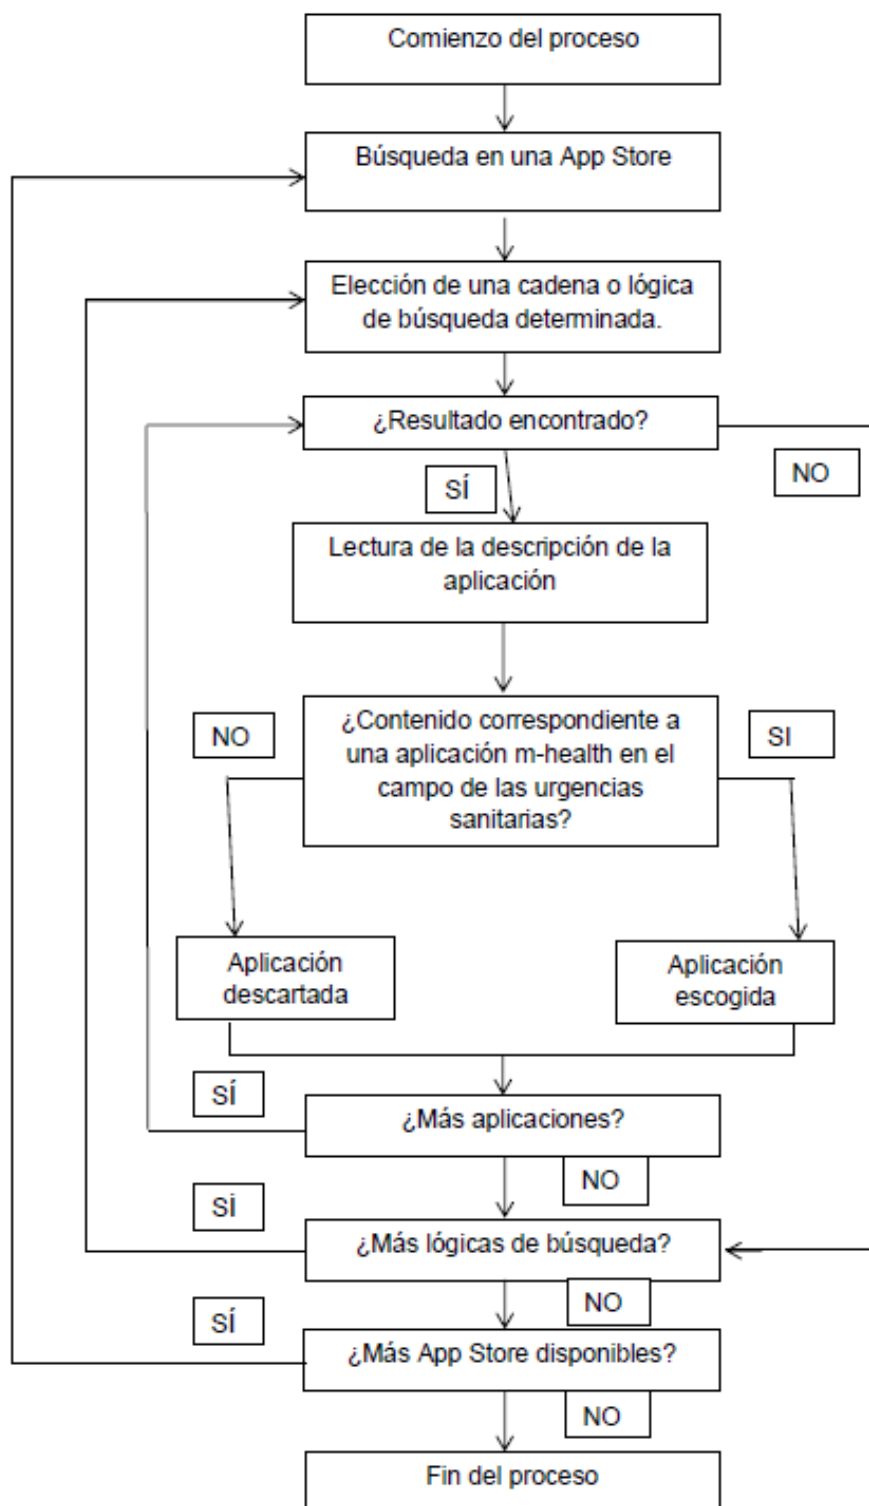 Comienzo del proceso
Búsqueda en una App Store
Elección de una cadena o lógica
de búsqueda determinada.
¿Resultado encontrado?
NO
SÍ
Lectura de la descripción de la
aplicación
NO
¿Contenido correspondiente a
una aplicación m-health en el
campo de las urgencias
sanitarias?
SI
Aplicación
descartada
Aplicación
escogida
SÍ
¿Más aplicaciones?
NO
SÍ
¿Más lógicas de búsqueda?
NO
SÍ
¿Más App Store disponibles?
NO
Fin del proceso